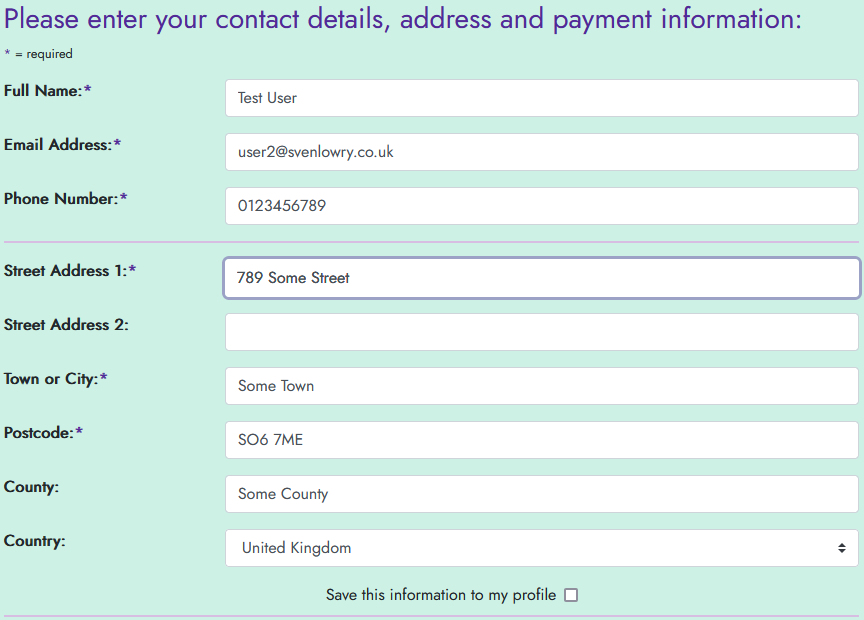 Please enter your contact details, address and payment information:
* = required
Full Name:* Test User
Email Address:* user2@svenlowry.co.uk
Phone Number:* 0123456789
Street Address 1:* 789 Some Street
Street Address 2:
Town or City:* Some Town
Postcode:* SO6 7ME
County: Some County
Country: United Kingdom
Save this information to my profile